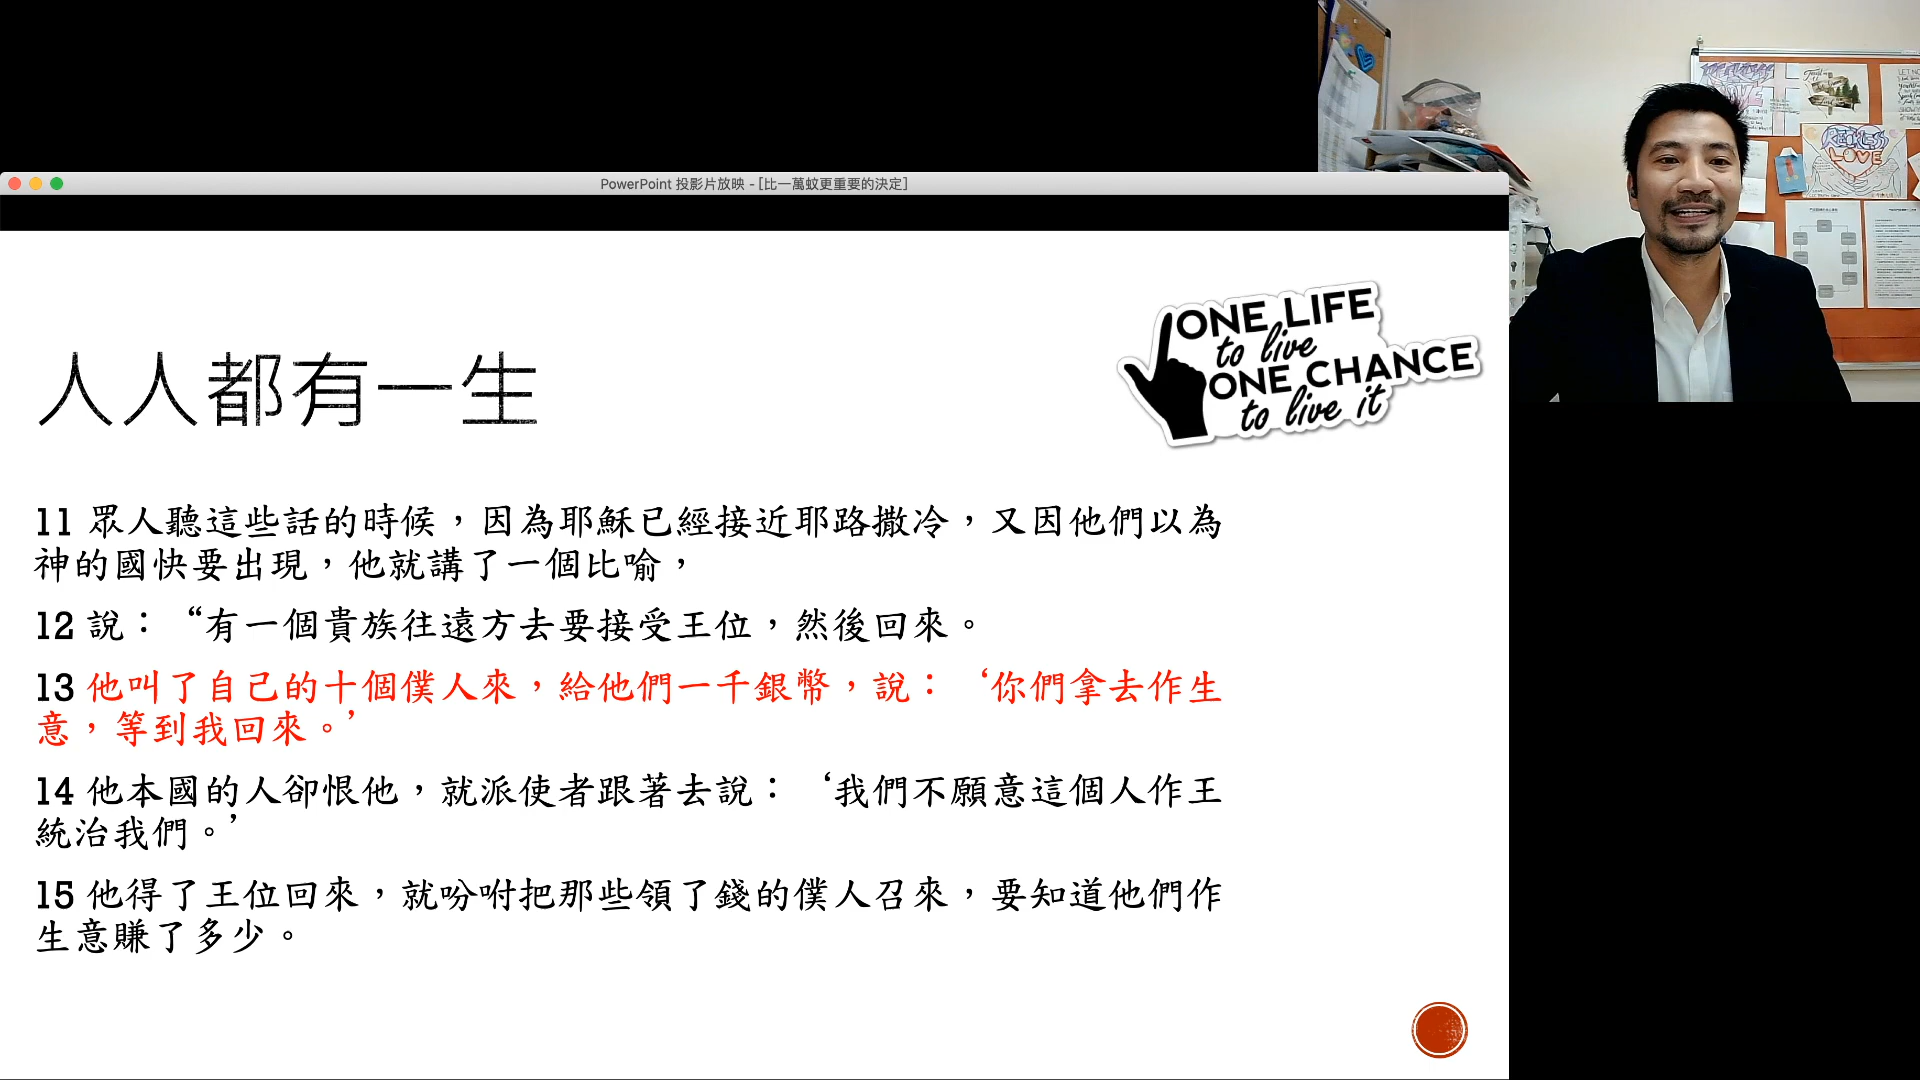 PowerPoint 投影片放映 - [比一萬蚊更重要的決定]
RECKLESS
LOVE
ONE LIFE
to live
ONE CHANCE
to live it
人人都有一生
11 眾人聽這些話的時候，因為耶穌已經接近耶路撒冷，又因他們以為
神的國快要出現，他就講了一個比喻，
12 說：“有一個貴族往遠方去要接受王位，然後回來。
13 他叫了自己的十個僕人來，給他們一千銀幣，說：‘你們拿去作生
意，等到我回來。’
14 他本國的人卻恨他，就派使者跟著去說：‘我們不願意這個人作王
統治我們。’
15 他得了王位回來，就吩咐把那些領了錢的僕人召來，要知道他們作
生意賺了多少。